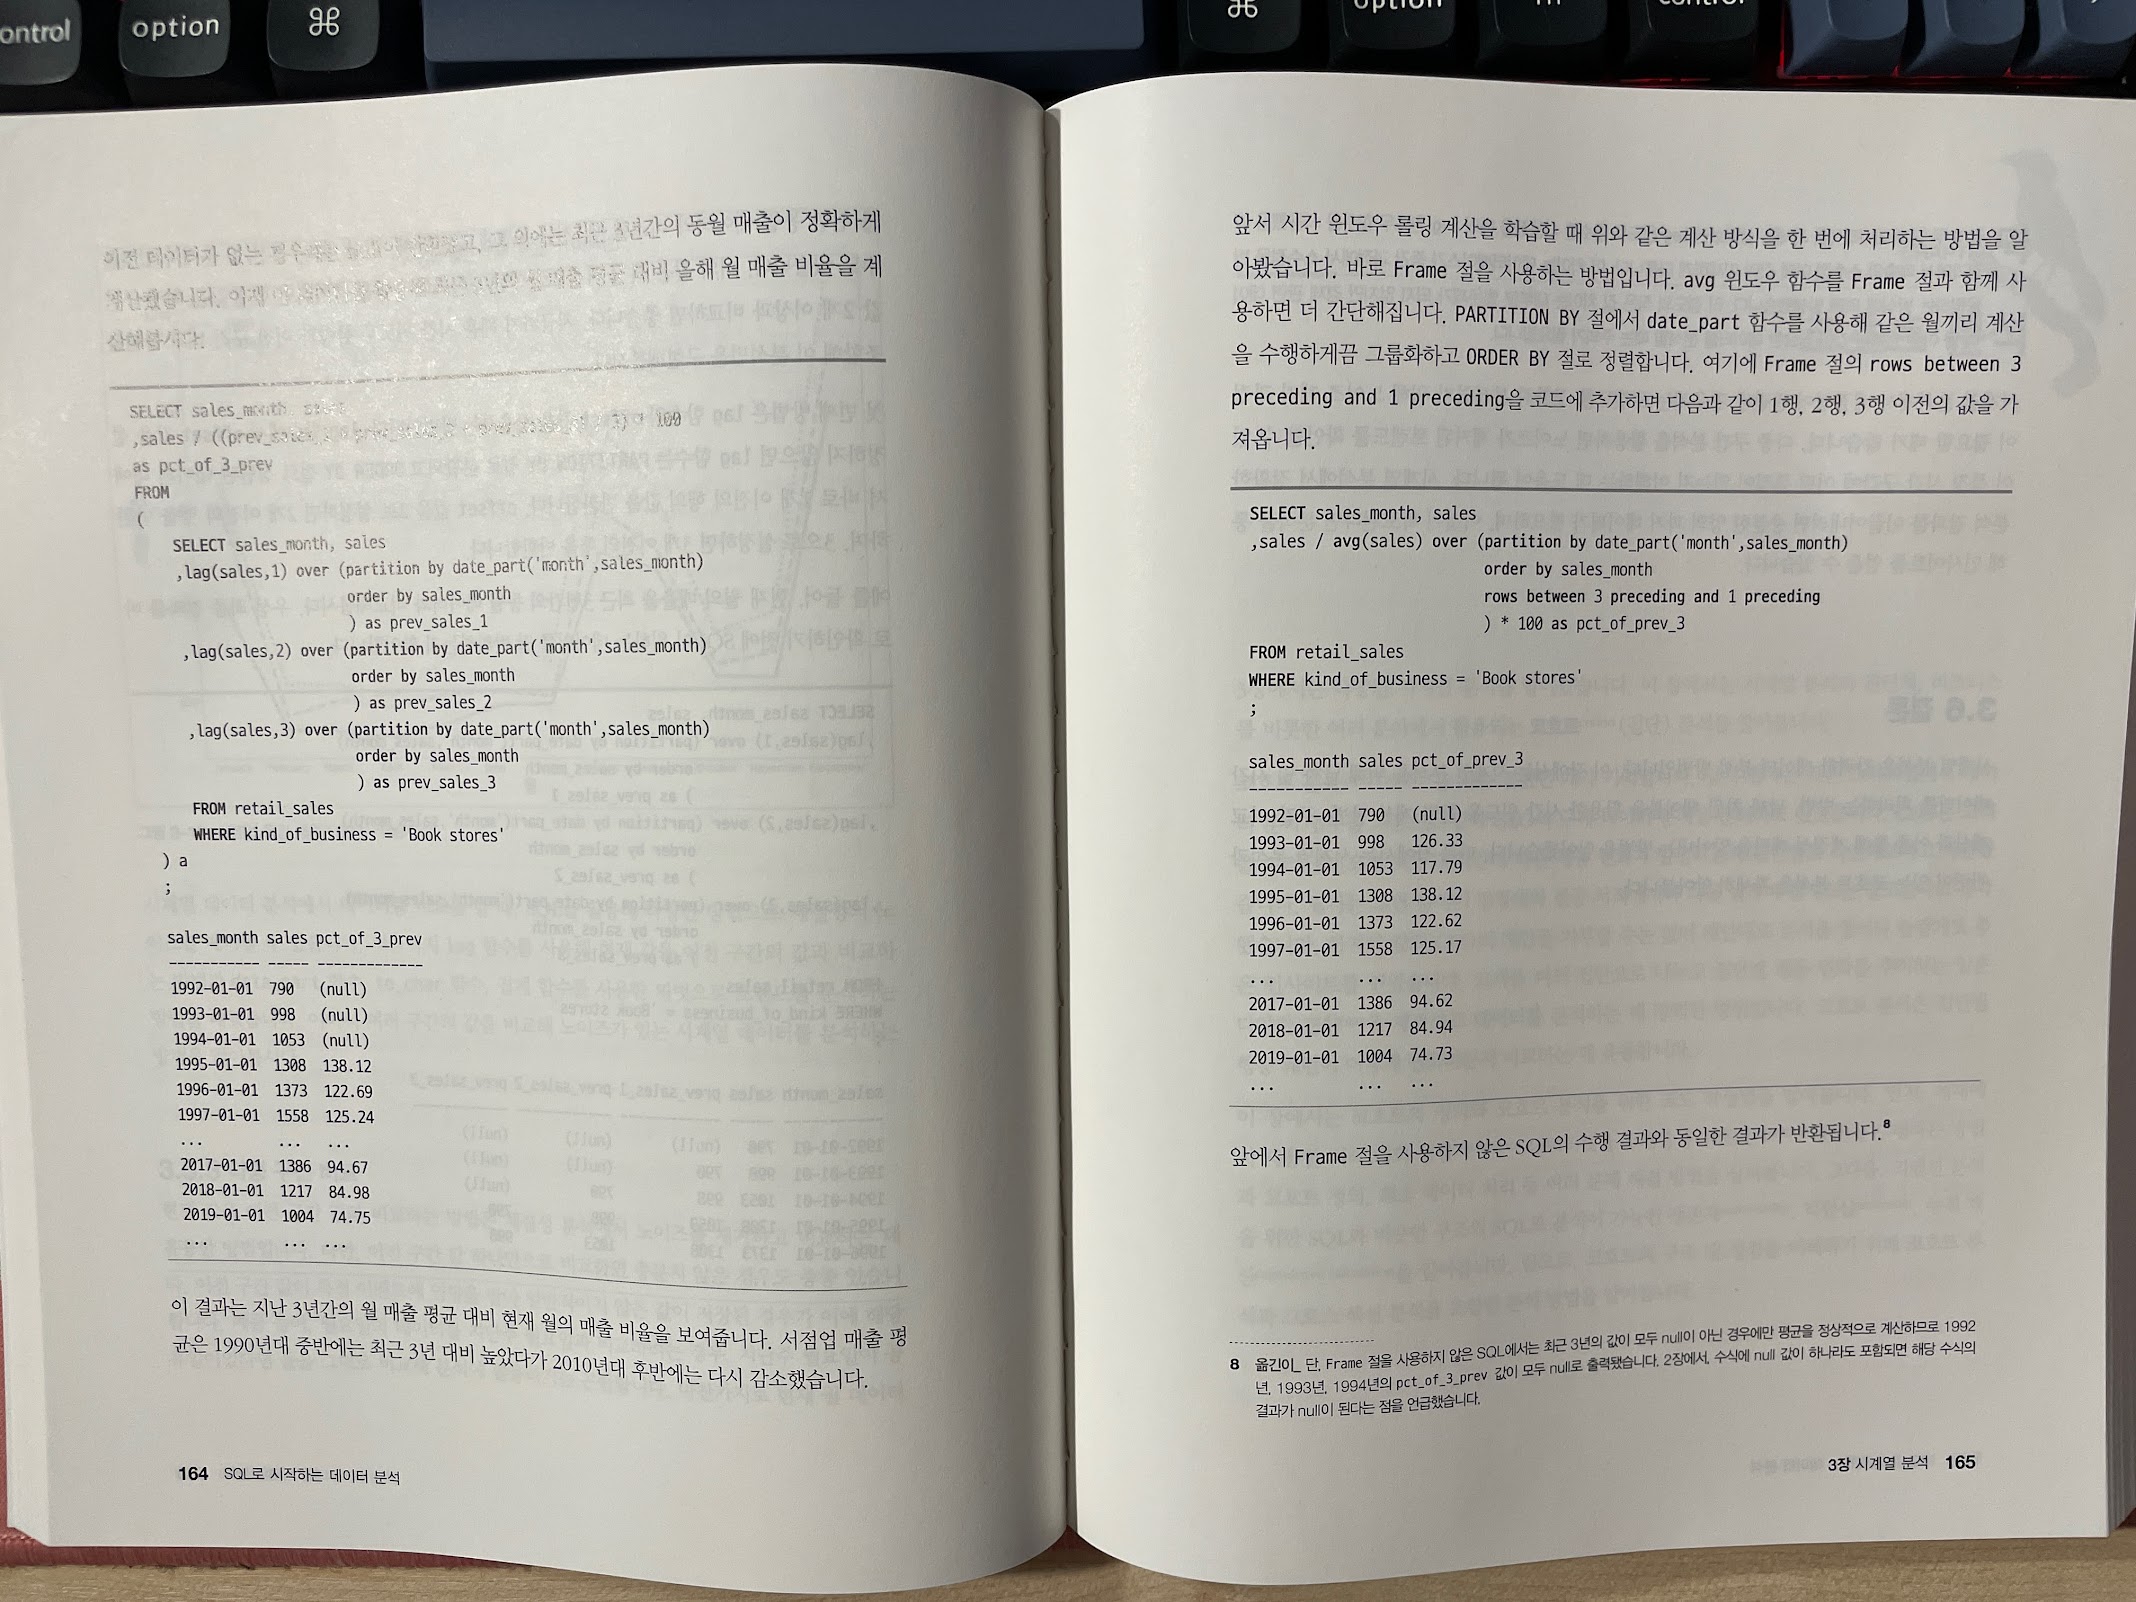 option
⌘
⌘
option
이전 데이터가 없는 3년간의 동월 매출이 정확하게
계산됐습니다. 이제 매출 평균 대비 올해 월 매출 비율을 계
산해봅시다.
SELECT sales_month, sales
,sales / ((prev_sales_1 + prev_sales_2 + prev_sales_3) / 3) * 100
as pct_of_3_prev
FROM
(
SELECT sales_month, sales
,lag(sales,1) over (partition by date_part('month',sales_month)
order by sales_month
) as prev_sales_1
,lag(sales,2) over (partition by date_part('month',sales_month)
order by sales_month
) as prev_sales_2
,lag(sales,3) over (partition by date_part('month',sales_month)
order by sales_month
) as prev_sales_3
FROM retail_sales
WHERE kind_of_business = 'Book stores'
) a
;
sales_month sales pct_of_3_prev
----------- ----- -------------
1992-01-01 790 (null)
1993-01-01 998 (null)
1994-01-01 1053 (null)
1995-01-01 1308 138.12
1996-01-01 1373 122.69
1997-01-01 1558 125.24
... ... ...
2017-01-01 1386 94.67
2018-01-01 1217 84.98
2019-01-01 1004 74.75
... ... ...
이 결과는 지난 3년간의 월 매출 평균 대비 현재 월의 매출 비율을 보여줍니다. 서점업 매출 평
균은 1990년대 중반에는 최근 3년 대비 높았다가 2010년대 후반에는 다시 감소했습니다.
164 SQL로 시작하는 데이터 분석
앞서 시간 윈도우 롤링 계산을 학습할 때 위와 같은 계산 방식을 한 번에 처리하는 방법을 알
아봤습니다. 바로 Frame 절을 사용하는 방법입니다. avg 윈도우 함수를 Frame 절과 함께 사
용하면 더 간단해집니다. PARTITION BY 절에서 date_part 함수를 사용해 같은 월끼리 계산
을 수행하게끔 그룹화하고 ORDER BY 절로 정렬합니다. 여기에 Frame 절의 rows between 3
preceding and 1 preceding을 코드에 추가하면 다음과 같이 1행, 2행, 3행 이전의 값을 가
져옵니다.
SELECT sales_month, sales
,sales / avg(sales) over (partition by date_part('month',sales_month)
order by sales_month
rows between 3 preceding and 1 preceding
) * 100 as pct_of_prev_3
FROM retail_sales
WHERE kind_of_business = 'Book stores'
;
sales_month sales pct_of_prev_3
----------- ----- -------------
1992-01-01 790 (null)
1993-01-01 998 126.33
1994-01-01 1053 117.79
1995-01-01 1308 138.12
1996-01-01 1373 122.62
1997-01-01 1558 125.17
... ... ...
2017-01-01 1386 94.62
2018-01-01 1217 84.94
2019-01-01 1004 74.73
... ... ...
앞에서 Frame 절을 사용하지 않은 SQL의 수행 결과와 동일한 결과가 반환됩니다.8
8 옮긴이_ 단, Frame 절을 사용하지 않은 SQL에서는 최근 3년의 값이 모두 null이 아닌 경우에만 평균을 정상적으로 계산하므로 1992
년, 1993년, 1994년의 pct_of_3_prev 값이 모두 null로 출력됐습니다. 2장에서, 수식에 null 값이 하나라도 포함되면 해당 수식의
결과가 null이 된다는 점을 언급했습니다.
3장 시계열 분석 165